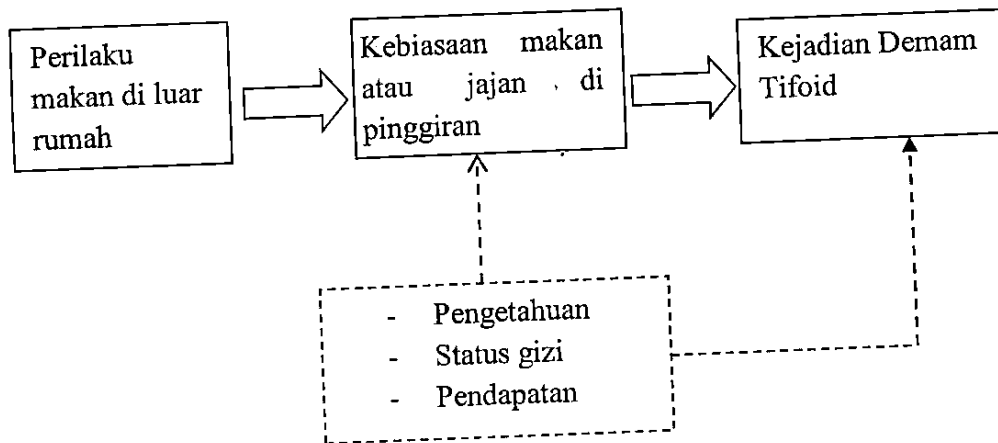 Perilaku
makan di luar
rumah
Kebiasaan makan
atau jajan di
pinggiran
Kejadian Demam
Tifoid
- Pengetahuan
- Status gizi
- Pendapatan